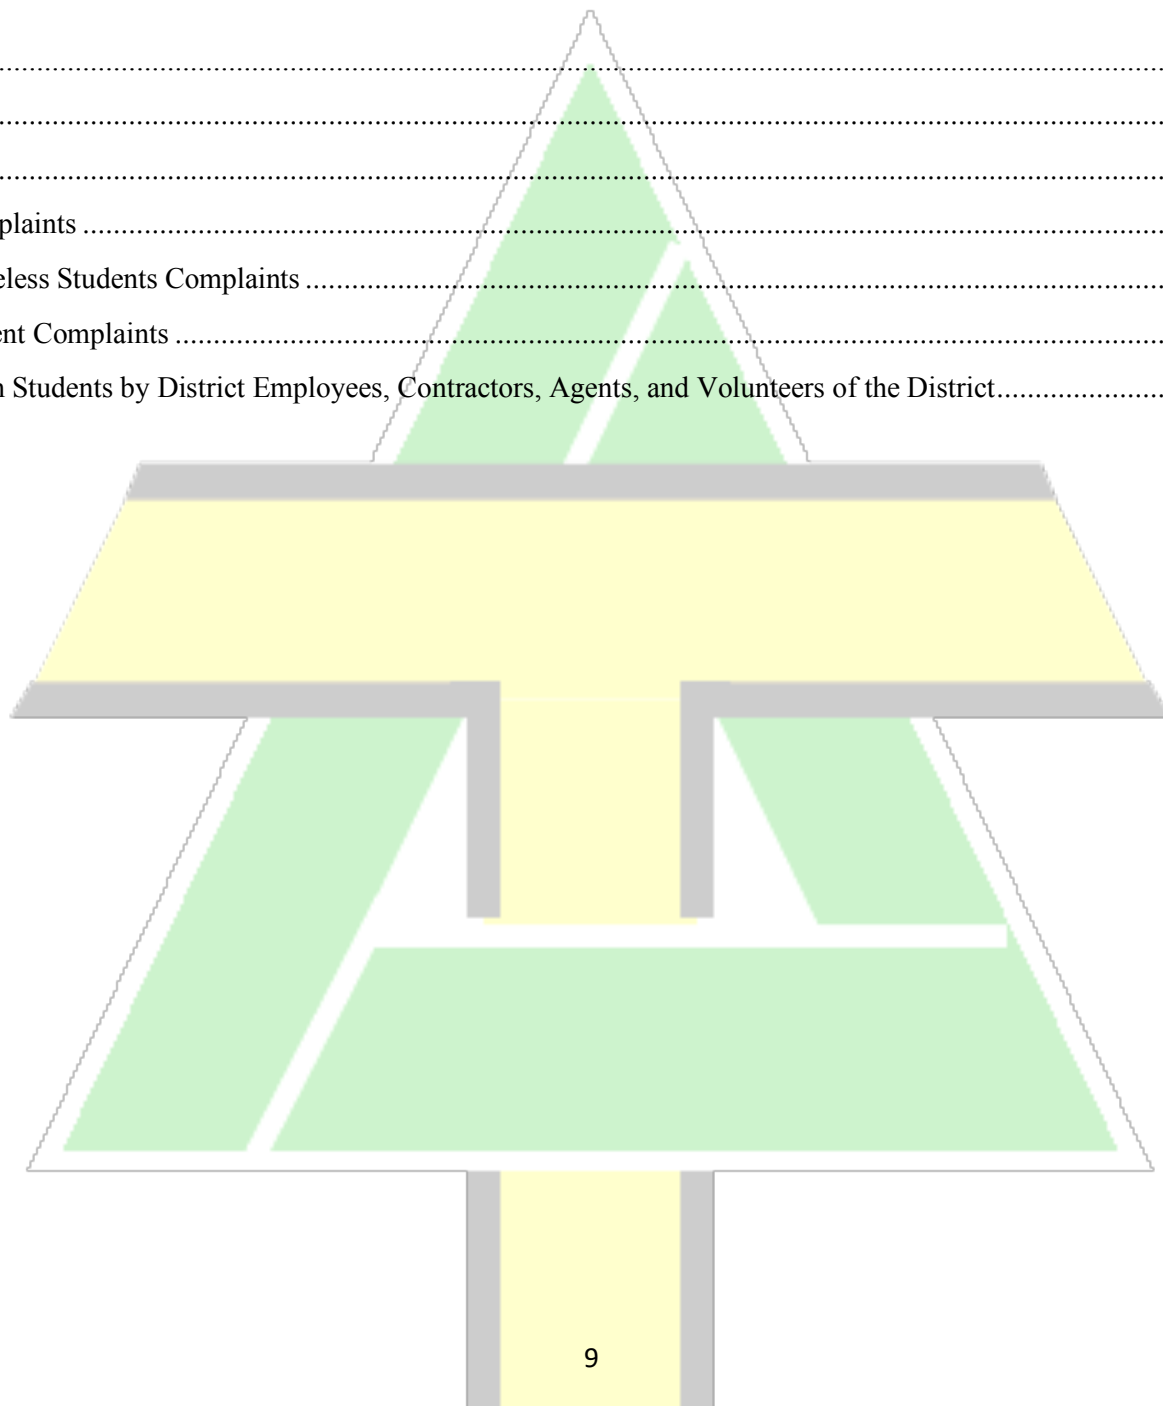 ....................................................................................................
....................................................................................................
....................................................................................................
plaints ....................................................................................................
eless Students Complaints ....................................................................................................
ent Complaints ....................................................................................................
n Students by District Employees, Contractors, Agents, and Volunteers of the District......................
9